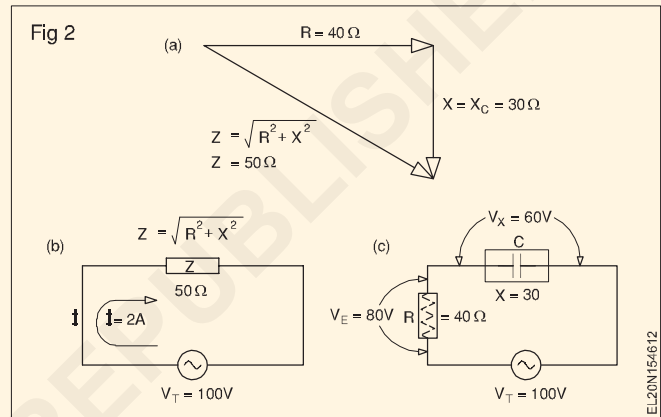 Fig 2
(a)
R = 40 Ω
X = X_C = 30 Ω
Z = √R² + X²
Z = 50 Ω
(b)
Z = √R² + X²
Z
50 Ω
I
I = 2A
V_T = 100V
(c)
V_X = 60V
C
X = 30
V_E = 80V
R
= 40 Ω
V_T = 100V
EL20N154612
REPUBLISHE